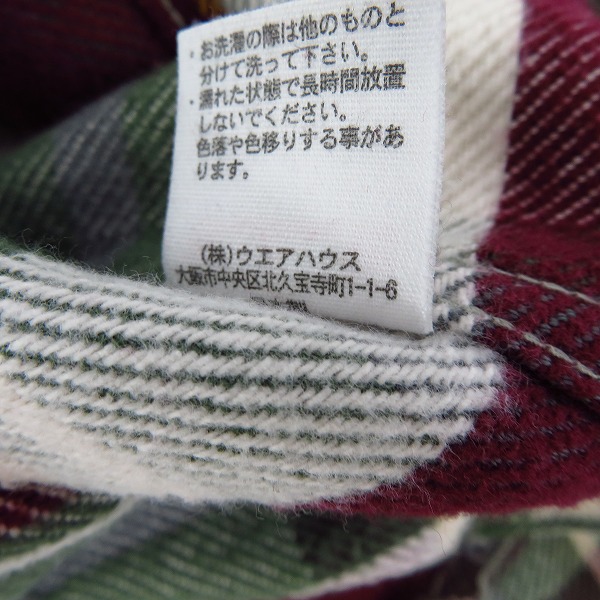 ・お洗濯の際は他のものと
分けて洗って下さい。
・濡れた状態で長時間放置
しないでください。
色落や色移りする事があ
ります。
(株)ウエアハウス
大阪市中央区北久宝寺町1-1-6